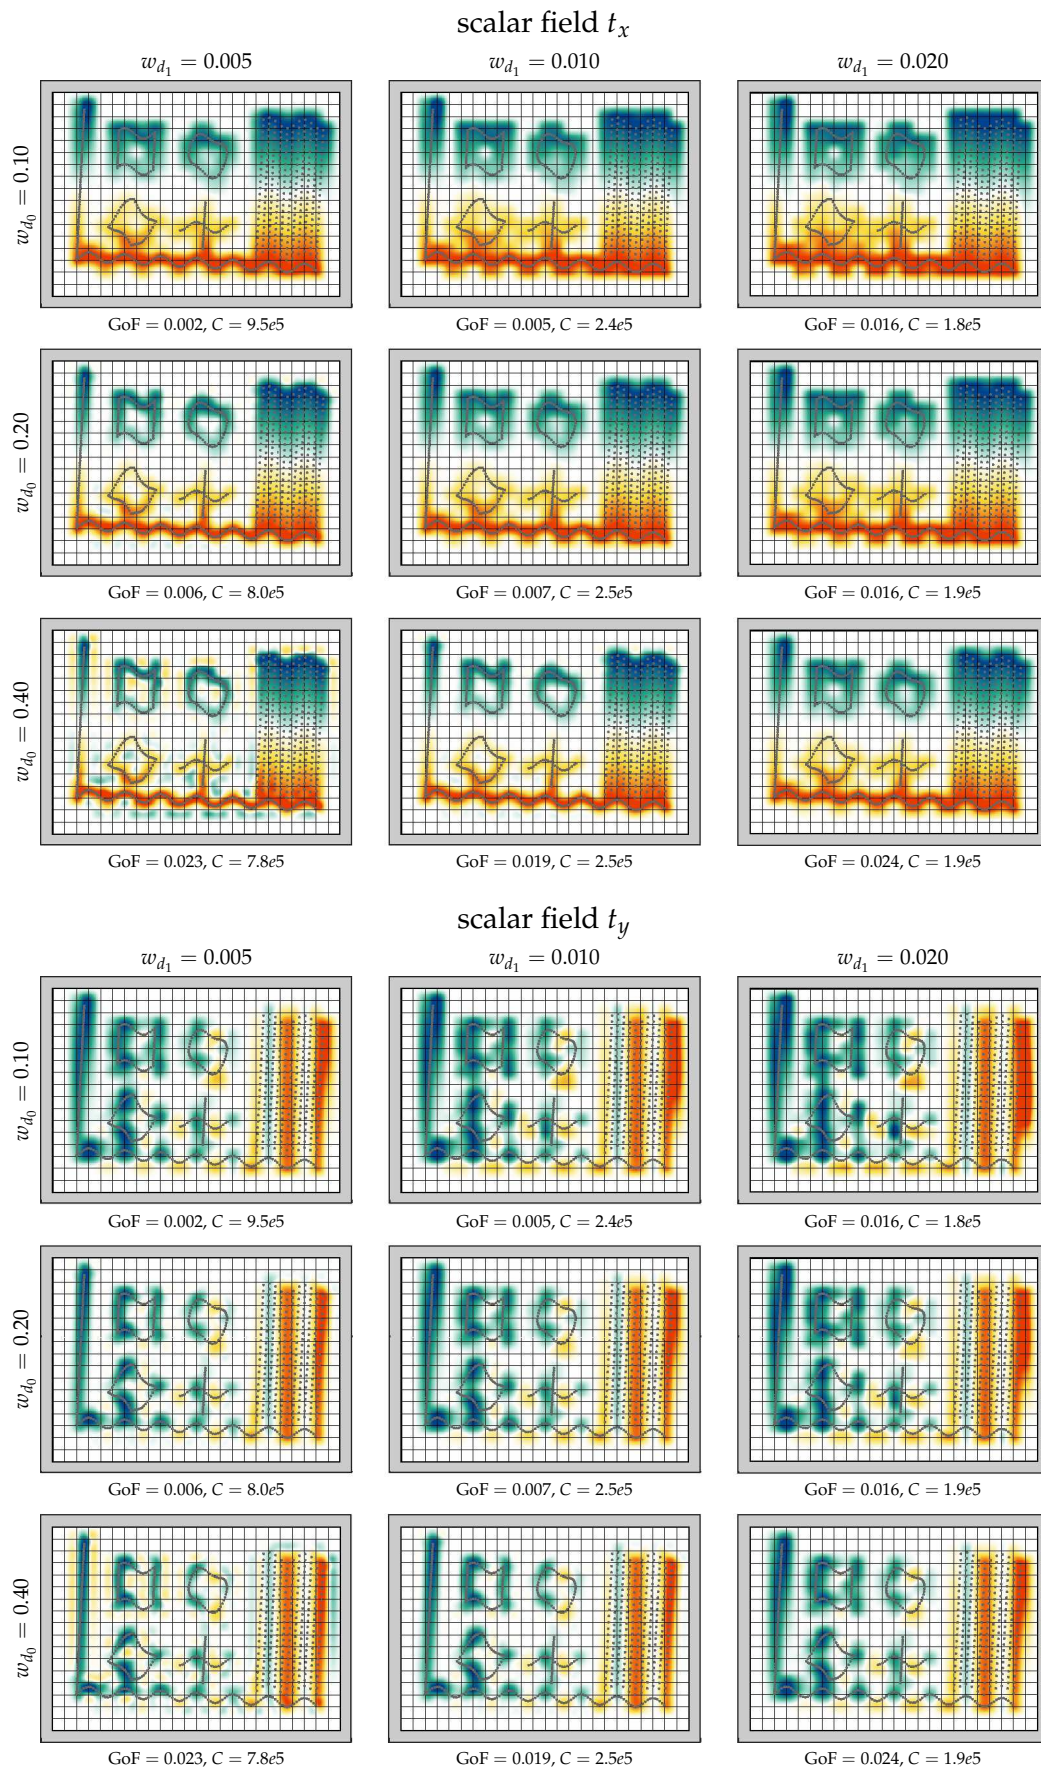 scalar field t_x
w_{d_1} = 0.005 w_{d_1} = 0.010 w_{d_1} = 0.020
w_{d_0} = 0.10
GoF = 0.002, C = 9.5e5 GoF = 0.005, C = 2.4e5 GoF = 0.016, C = 1.8e5
w_{d_0} = 0.20
GoF = 0.006, C = 8.0e5 GoF = 0.007, C = 2.5e5 GoF = 0.016, C = 1.9e5
w_{d_0} = 0.40
GoF = 0.023, C = 7.8e5 GoF = 0.019, C = 2.5e5 GoF = 0.024, C = 1.9e5
scalar field t_y
w_{d_1} = 0.005 w_{d_1} = 0.010 w_{d_1} = 0.020
w_{d_0} = 0.10
GoF = 0.002, C = 9.5e5 GoF = 0.005, C = 2.4e5 GoF = 0.016, C = 1.8e5
w_{d_0} = 0.20
GoF = 0.006, C = 8.0e5 GoF = 0.007, C = 2.5e5 GoF = 0.016, C = 1.9e5
w_{d_0} = 0.40
GoF = 0.023, C = 7.8e5 GoF = 0.019, C = 2.5e5 GoF = 0.024, C = 1.9e5